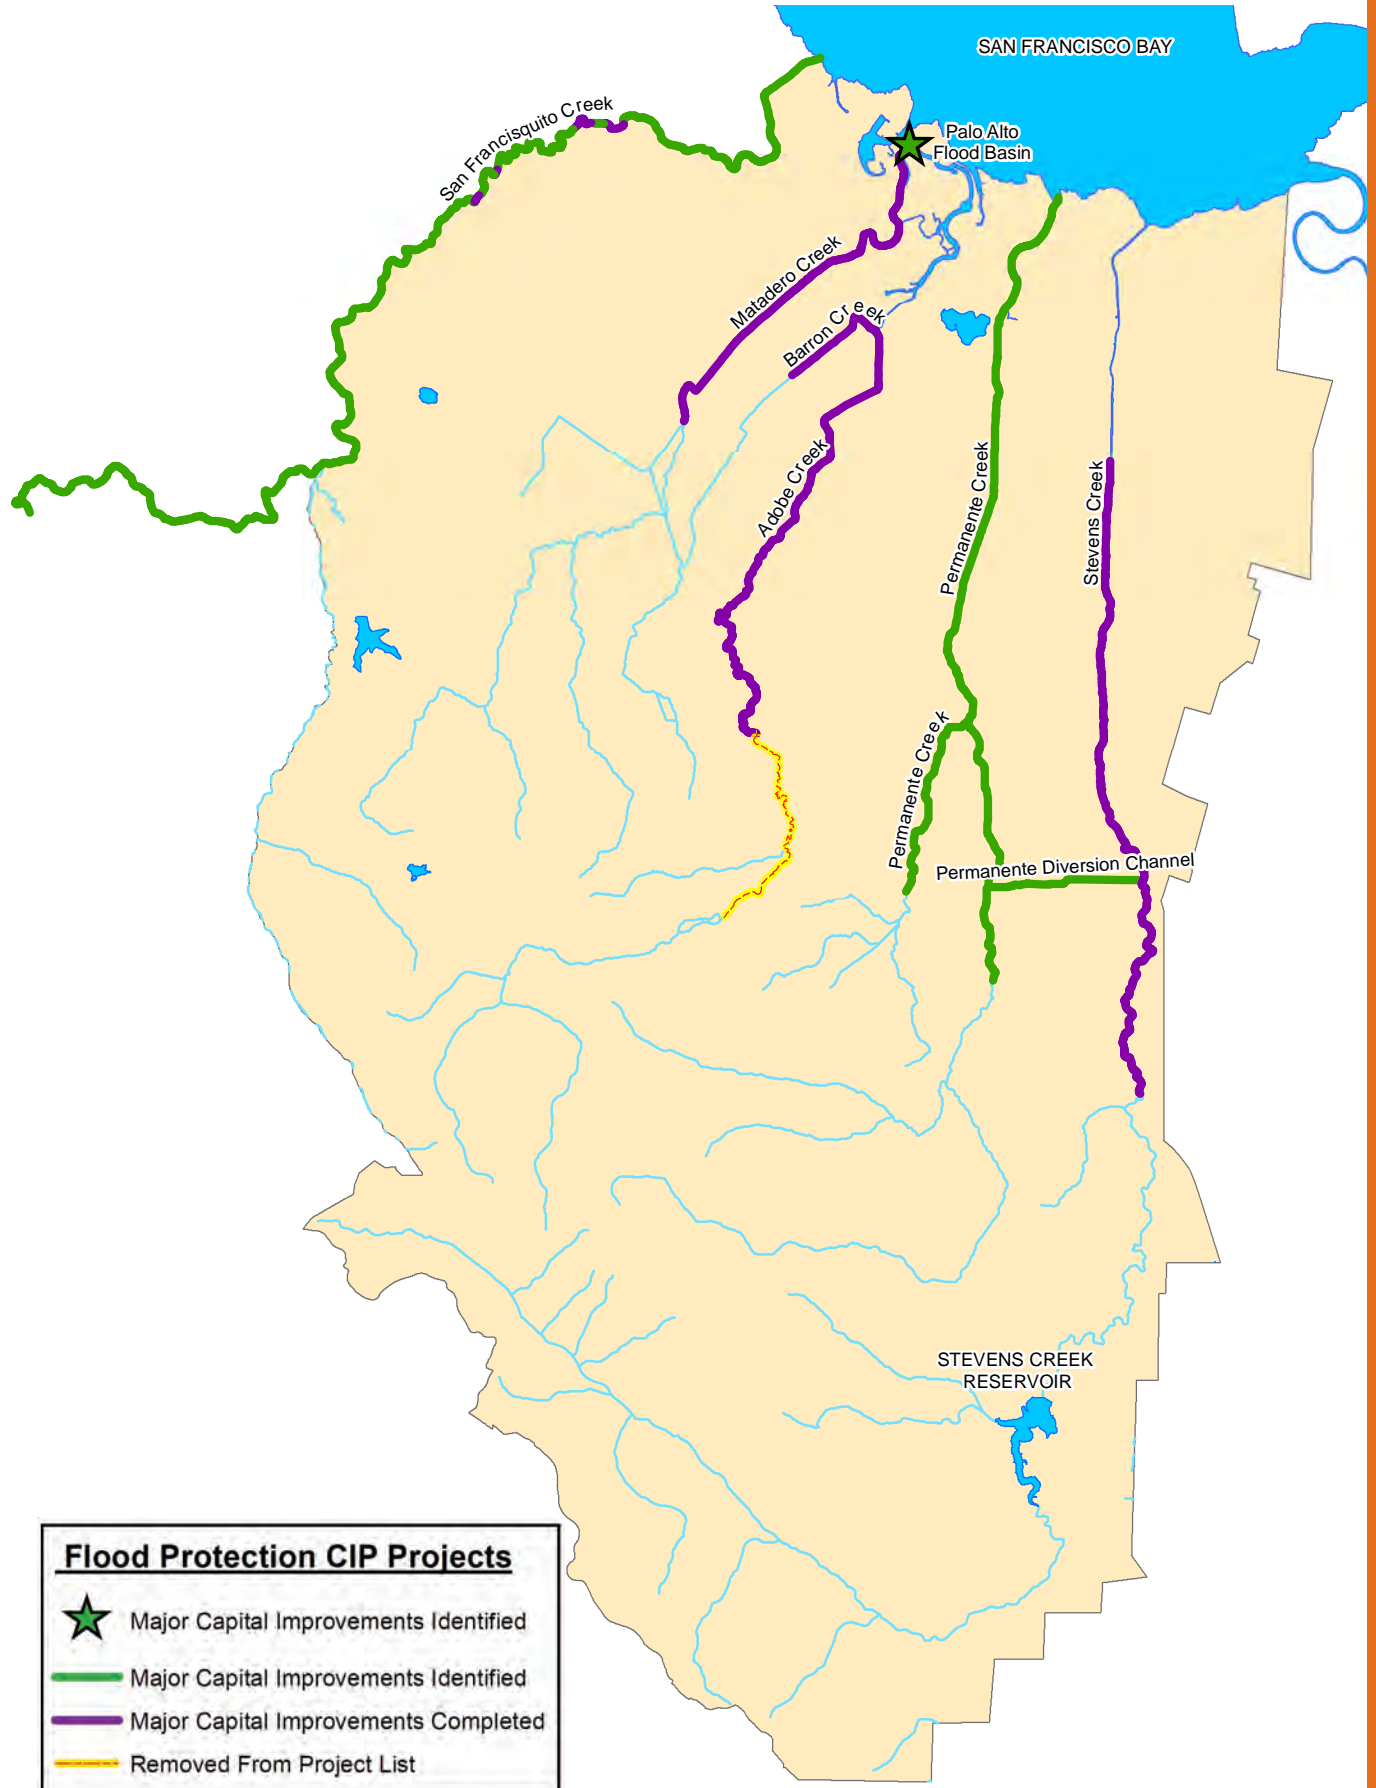 SAN FRANCISCO BAY
San Francisquito Creek
Palo Alto
Flood Basin
Matadero Creek
Barron Creek
Adobe Creek
Permanente Creek
Stevens Creek
Permanente Creek
Permanente Diversion Channel
STEVENS CREEK
RESERVOIR
Flood Protection CIP Projects
Major Capital Improvements Identified
Major Capital Improvements Identified
Major Capital Improvements Completed
Removed From Project List